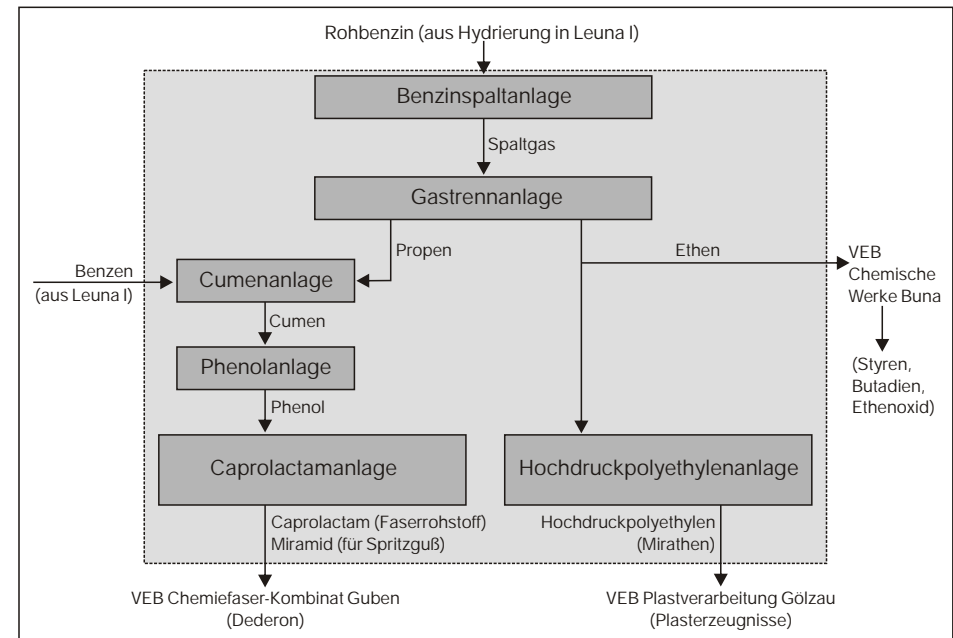 Rohbenzin (aus Hydrierung in Leuna I)
Benzinspaltanlage
Spaltgas
Gastrennanlage
Propen
Ethen
VEB
Chemische
Werke Buna
Benzen
(aus Leuna I)
Cumenanlage
Cumen
(Styren,
Butadien,
Ethenoxid)
Phenolanlage
Phenol
Caprolactamanlage
Hochdruckpolyethylenanlage
Caprolactam (Faserrohstoff)
Miramid (für Spritzguß)
Hochdruckpolyethylen
(Mirathen)
VEB Chemiefaser-Kombinat Guben
(Dederon)
VEB Plastverarbeitung Gölzau
(Plasterzeugnisse)